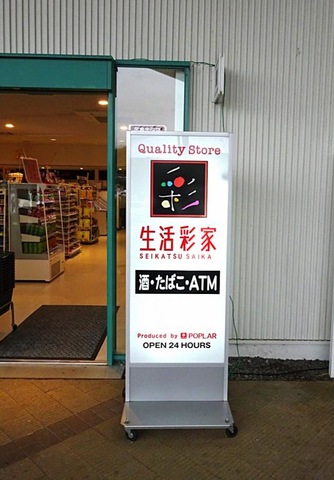 Quality Store
彩
生活彩家
SEIKATSU SAIKA
酒・たばこ・ATM
Produced by POPLAR
OPEN 24 HOURS